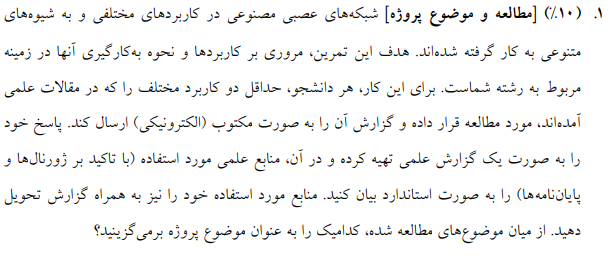 ۱. (۱۰٪) [مطالعه و موضوع پروژه] شبکه‌های عصبی مصنوعی در کاربردهای مختلفی و به شیوه‌های
متنوعی به کار گرفته شده‌اند. هدف این تمرین، مروری بر کاربردها و نحوه به‌کارگیری آنها در زمینه
مربوط به رشته شماست. برای این کار، هر دانشجو، حداقل دو کاربرد مختلف را که در مقالات علمی
آمده‌اند، مورد مطالعه قرار داده و گزارش آن را به صورت مکتوب (الکترونیکی) ارسال کند. پاسخ خود
را به صورت یک گزارش علمی تهیه کرده و در آن، منابع علمی مورد استفاده (با تاکید بر ژورنال‌ها و
پایان‌نامه‌ها) را به صورت استاندارد بیان کنید. منابع مورد استفاده خود را نیز به همراه گزارش تحویل
دهید. از میان موضوع‌های مطالعه شده، کدامیک را به عنوان موضوع پروژه برمی‌گزینید؟